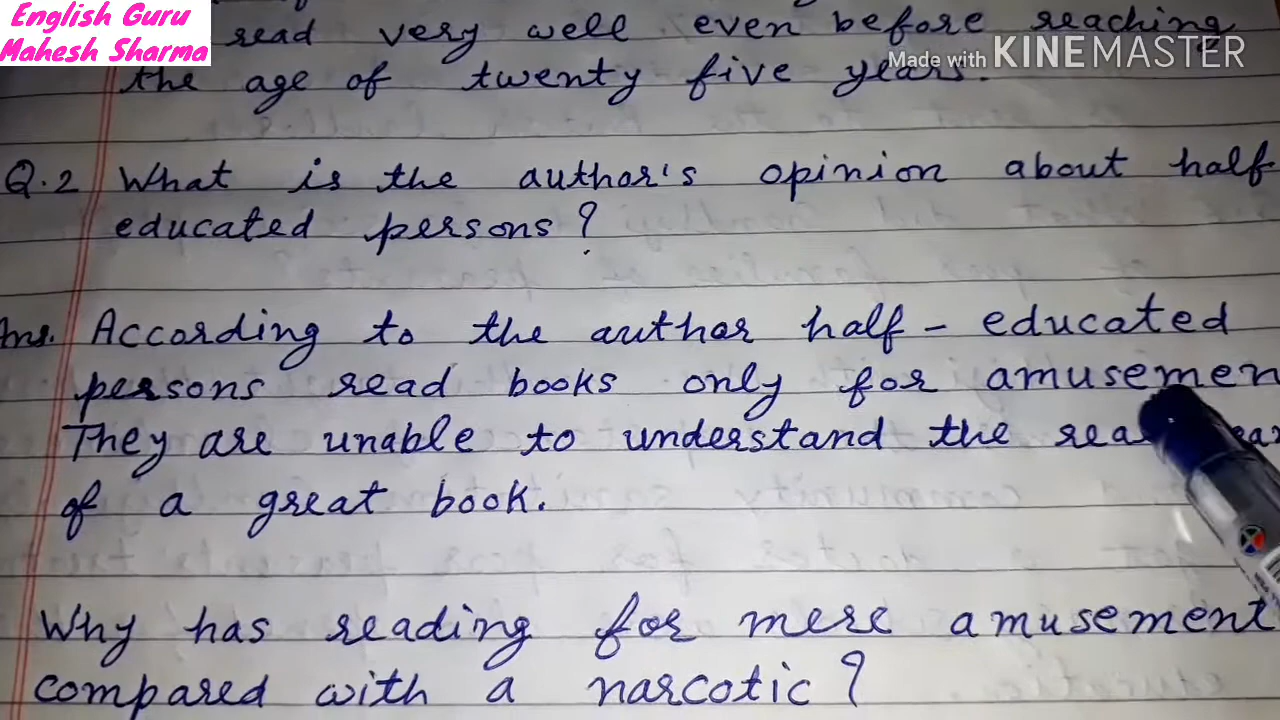 English Guru
Mahesh Sharma
Made with KINEMASTER
read very well even before reaching
the age of twenty five years.
Q.2 What is the author's opinion about half
educated persons?
Ans. According to the author half - educated
persons read books only for amusemen
They are unable to understand the
of a great book.
Why has reading for mere amusement
compared with a narcotic?